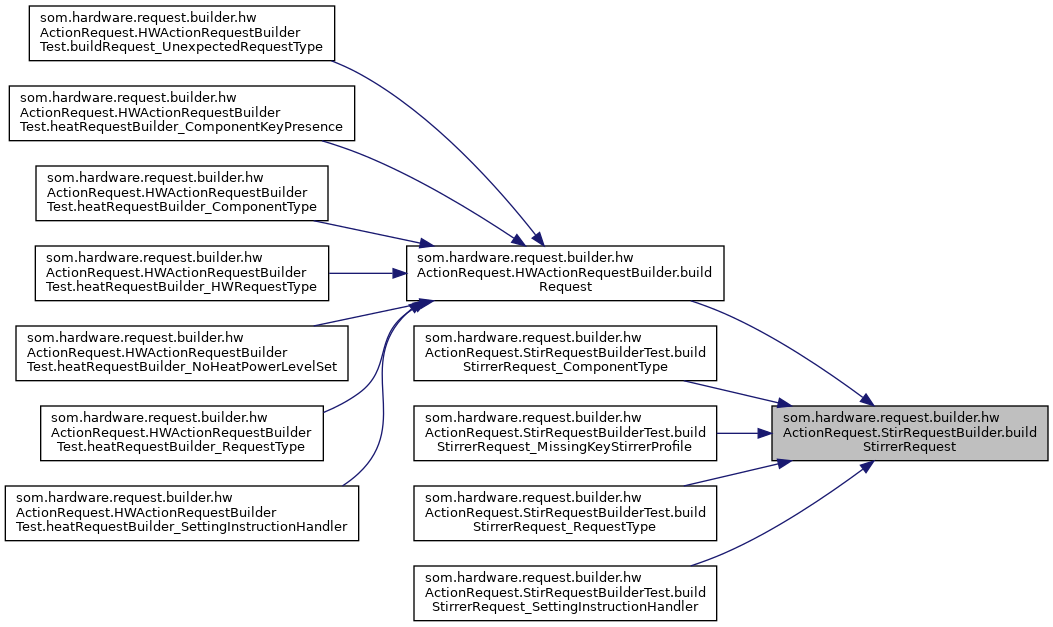 som.hardware.request.builder.hw
ActionRequest.HWActionRequestBuilder
Test.buildRequest_UnexpectedRequestType
som.hardware.request.builder.hw
ActionRequest.HWActionRequestBuilder
Test.heatRequestBuilder_ComponentKeyPresence
som.hardware.request.builder.hw
ActionRequest.HWActionRequestBuilder
Test.heatRequestBuilder_ComponentType
som.hardware.request.builder.hw
ActionRequest.HWActionRequestBuilder
Test.heatRequestBuilder_HWRequestType
som.hardware.request.builder.hw
ActionRequest.HWActionRequestBuilder
Test.heatRequestBuilder_NoHeatPowerLevelSet
som.hardware.request.builder.hw
ActionRequest.HWActionRequestBuilder
Test.heatRequestBuilder_RequestType
som.hardware.request.builder.hw
ActionRequest.HWActionRequestBuilder
Test.heatRequestBuilder_SettingInstructionHandler
som.hardware.request.builder.hw
ActionRequest.HWActionRequestBuilder.build
Request
som.hardware.request.builder.hw
ActionRequest.StirRequestBuilderTest.build
StirrerRequest_ComponentType
som.hardware.request.builder.hw
ActionRequest.StirRequestBuilderTest.build
StirrerRequest_MissingKeyStirrerProfile
som.hardware.request.builder.hw
ActionRequest.StirRequestBuilderTest.build
StirrerRequest_RequestType
som.hardware.request.builder.hw
ActionRequest.StirRequestBuilderTest.build
StirrerRequest_SettingInstructionHandler
som.hardware.request.builder.hw
ActionRequest.StirRequestBuilder.build
StirrerRequest